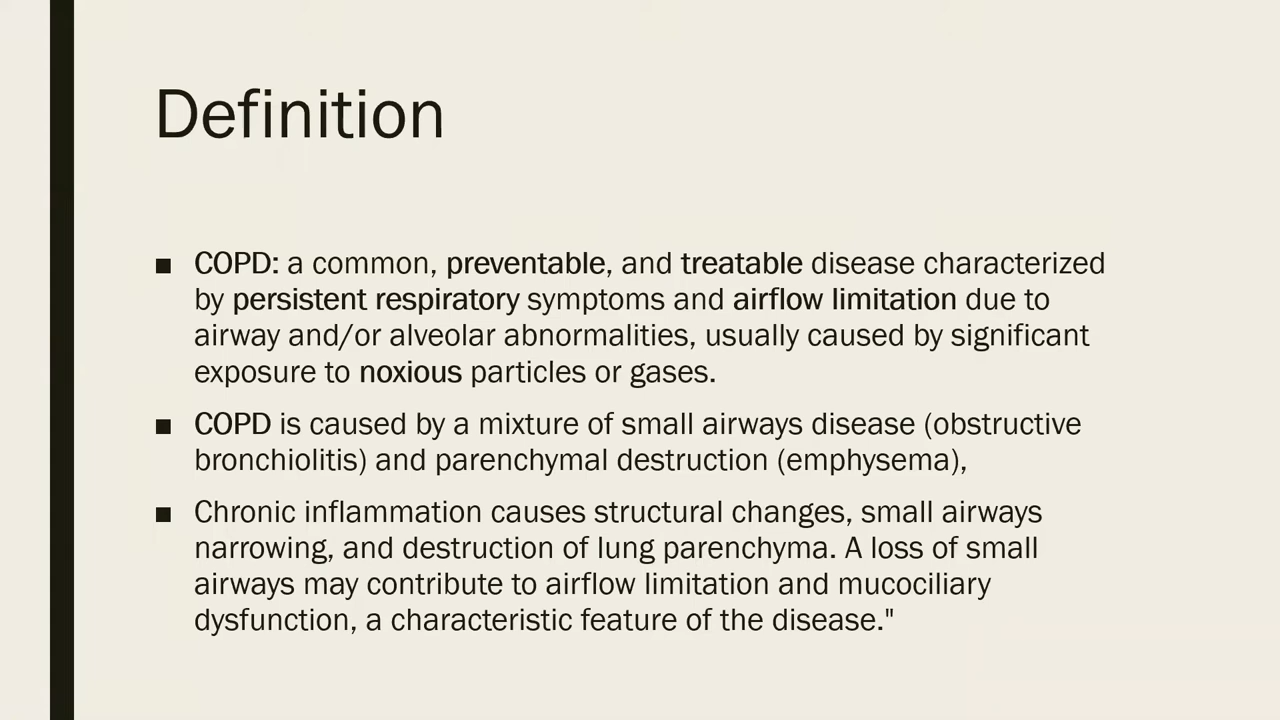 Definition
■ COPD: a common, preventable, and treatable disease characterized
by persistent respiratory symptoms and airflow limitation due to
airway and/or alveolar abnormalities, usually caused by significant
exposure to noxious particles or gases.
■ COPD is caused by a mixture of small airways disease (obstructive
bronchiolitis) and parenchymal destruction (emphysema),
■ Chronic inflammation causes structural changes, small airways
narrowing, and destruction of lung parenchyma. A loss of small
airways may contribute to airflow limitation and mucociliary
dysfunction, a characteristic feature of the disease."